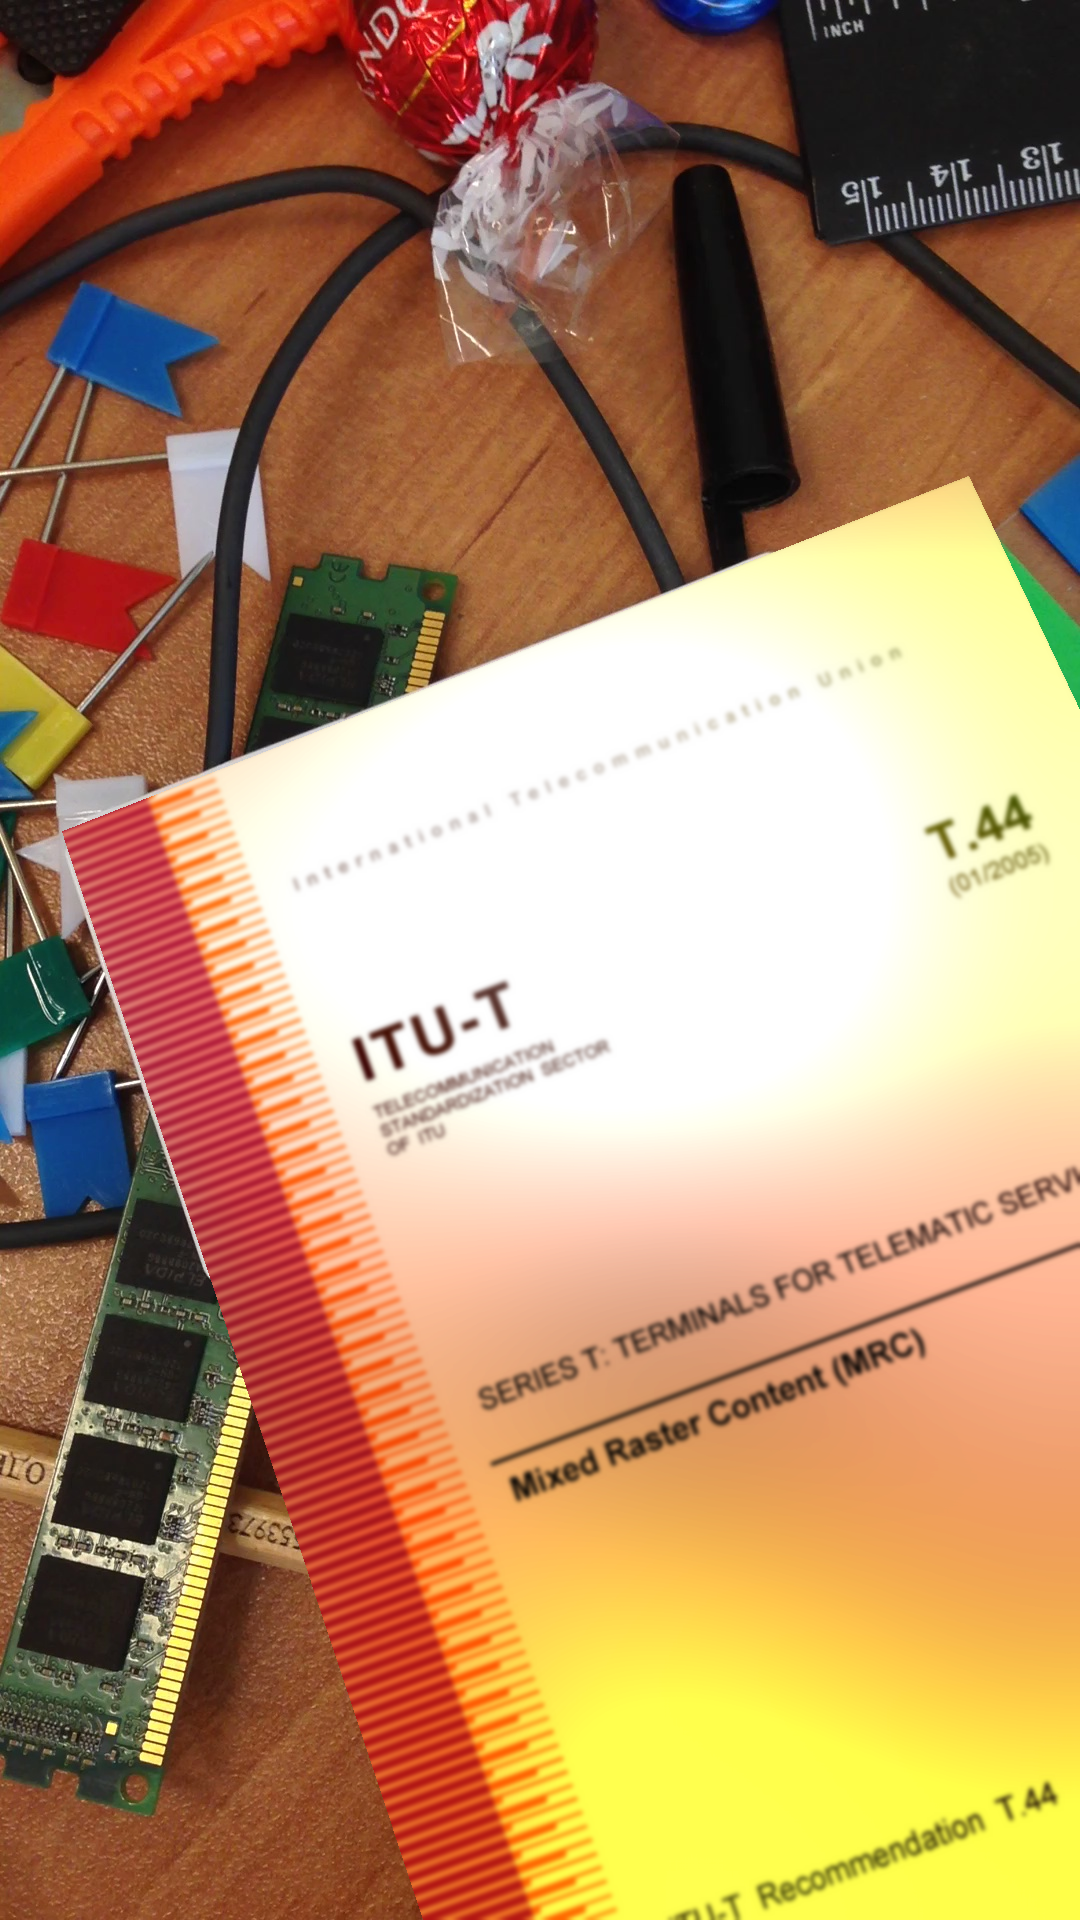 INCH
15 14 13
International Telecommunication Union
T.44
(01/2005)
ITU-T
TELECOMMUNICATION
STANDARDIZATION SECTOR
OF ITU
SERIES T: TERMINALS FOR TELEMATIC
Mixed Raster Content (MRC)
ITU-T Recommendation T.44
53973